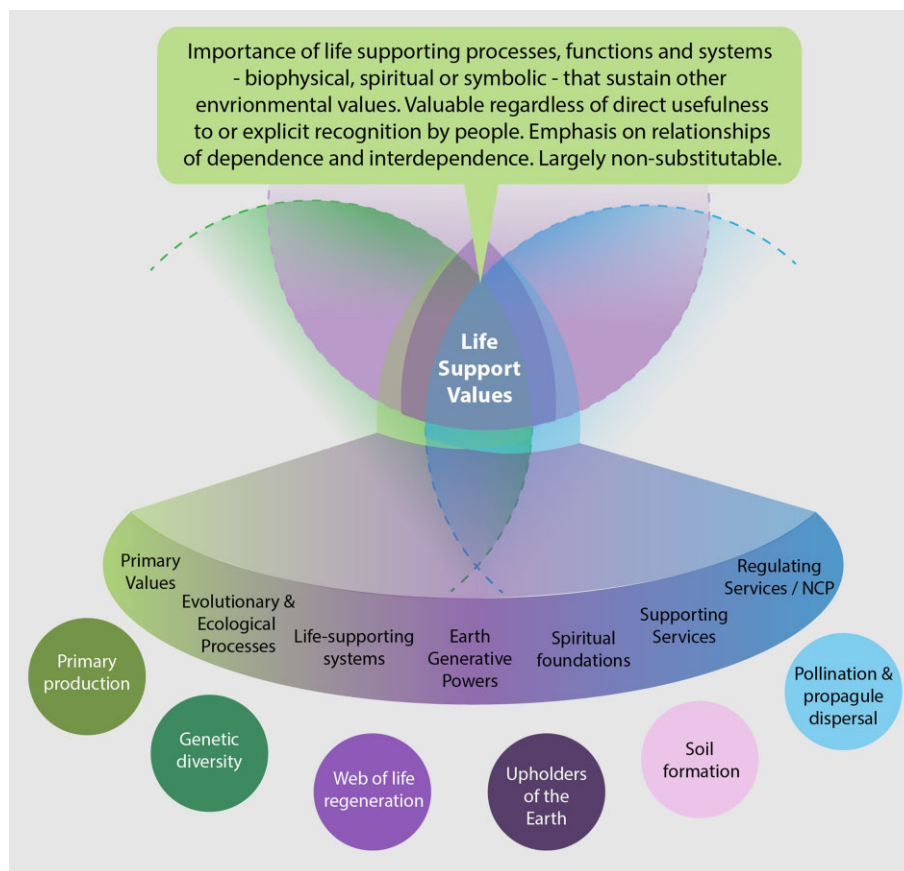 Importance of life supporting processes, functions and systems
- biophysical, spiritual or symbolic - that sustain other
envrionmental values. Valuable regardless of direct usefulness
to or explicit recognition by people. Emphasis on relationships
of dependence and interdependence. Largely non-substitutable.
Life
Support
Values
Primary
Values
Evolutionary &
Ecological
Processes
Life-supporting
systems
Earth
Generative
Powers
Spiritual
foundations
Supporting
Services
Regulating
Services / NCP
Primary
production
Genetic
diversity
Web of life
regeneration
Upholders
of the
Earth
Soil
formation
Pollination &
propagule
dispersal